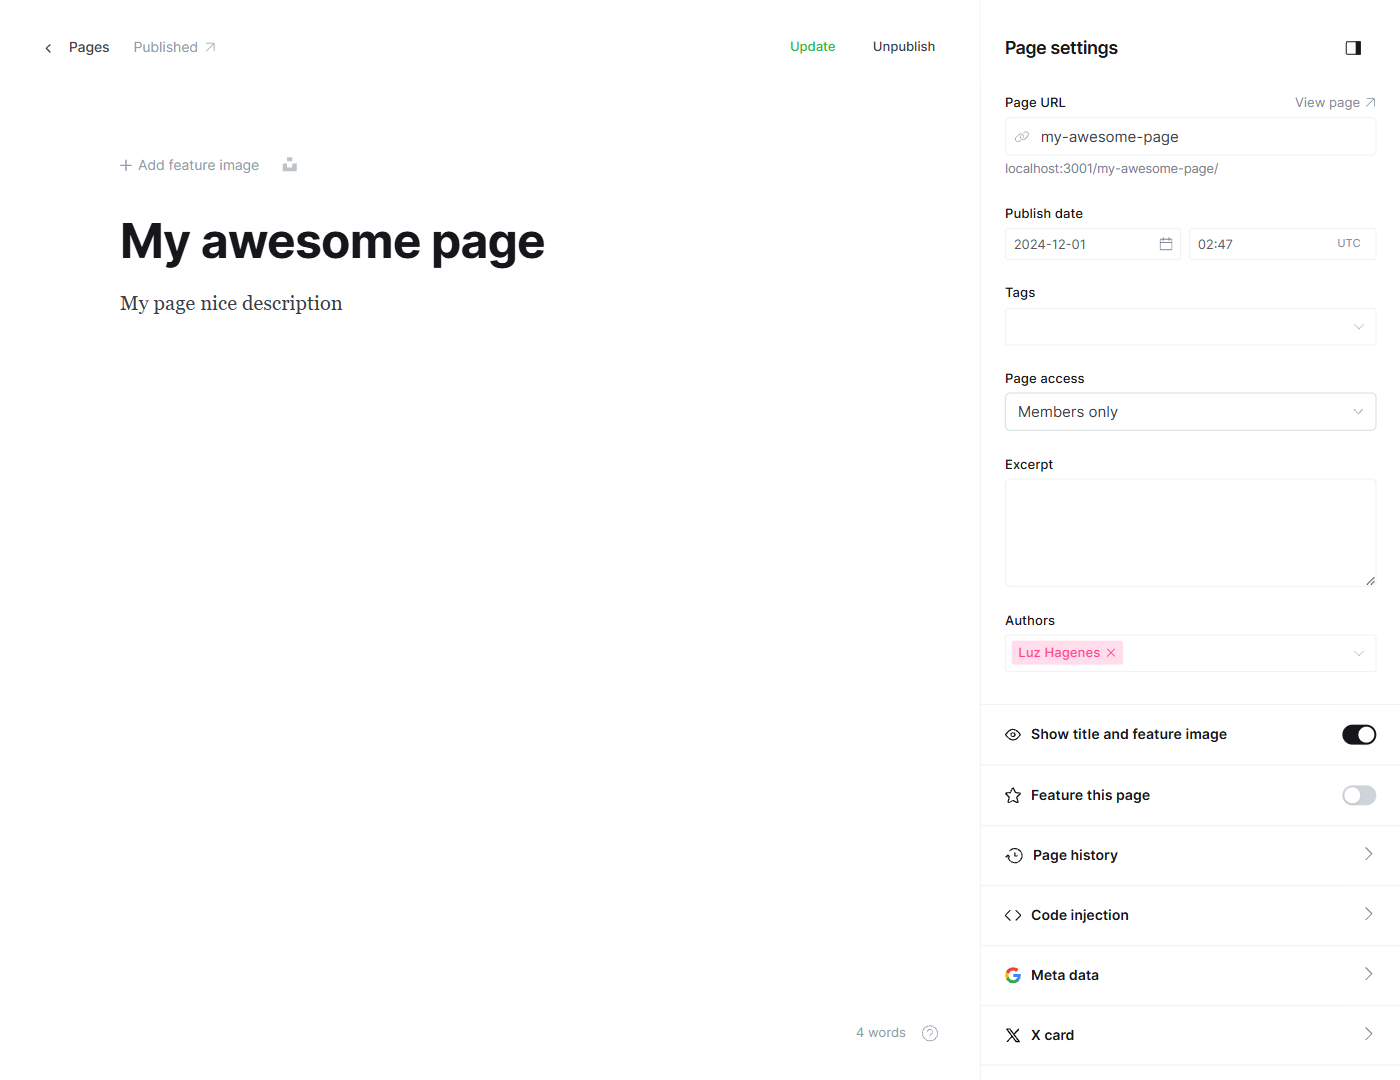 Pages
Published
Update
Unpublish
Add feature image
My awesome page
My page nice description
4 words
Page settings
Page URL
View page
my-awesome-page
localhost:3001/my-awesome-page/
Publish date
2024-12-01
02:47
UTC
Tags
Page access
Members only
Excerpt
Authors
Luz Hagenes
Show title and feature image
Feature this page
Page history
Code injection
Meta data
X card